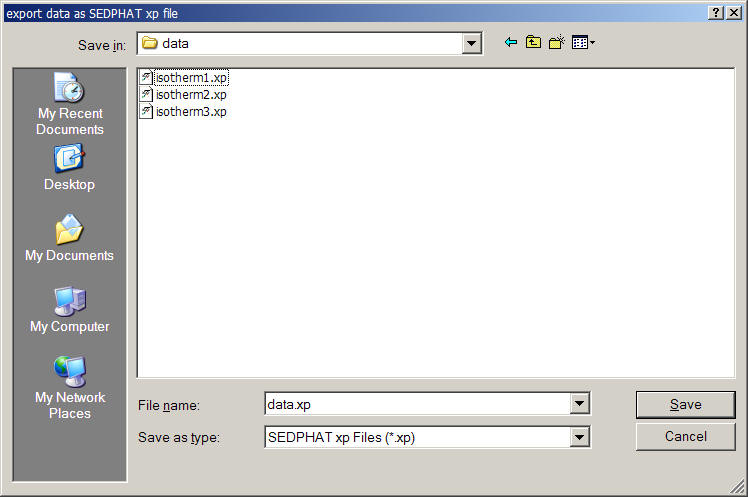 export data as SEDPHAT xp file
Save in:
data
isotherm1.xp
isotherm2.xp
isotherm3.xp
My Recent
Documents
Desktop
My Documents
My Computer
My Network
Places
File name:
data.xp
Save
Save as type:
SEDPHAT xp Files (*.xp)
Cancel